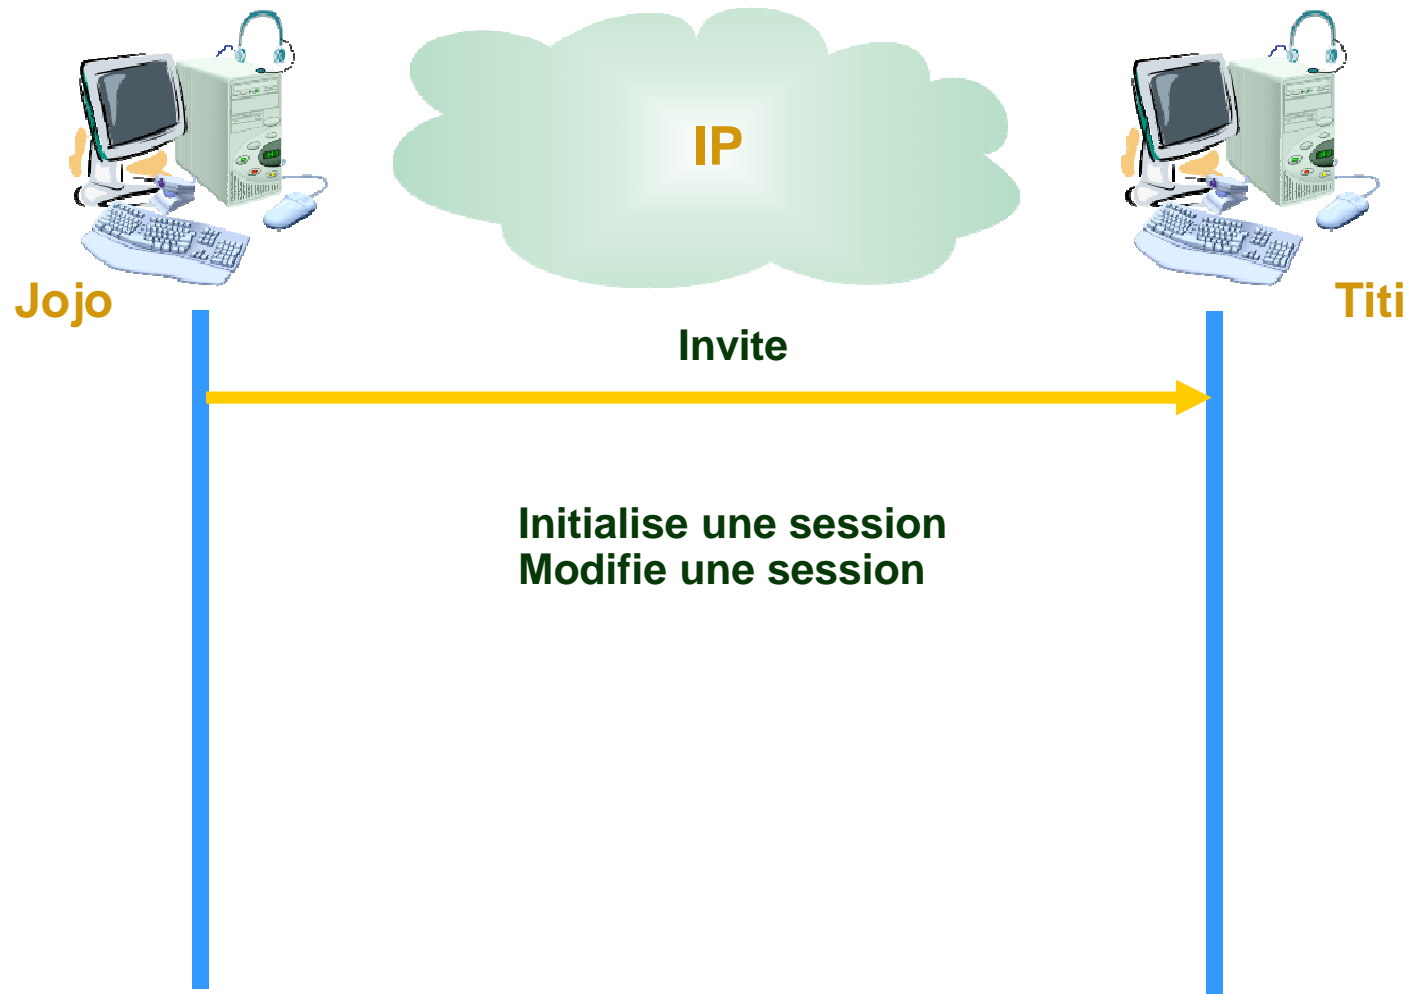 IP
Jojo
Titi
Invite
Initialise une session
Modifie une session